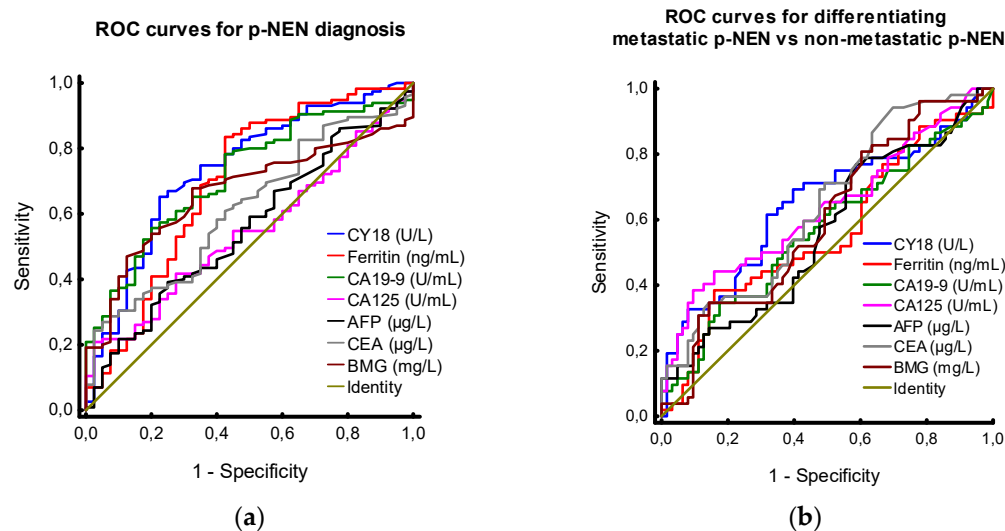 ROC curves for p-NEN diagnosis
Sensitivity
1,0
0,8
0,6
0,4
0,2
0,0
CY18 (U/L)
Ferritin (ng/mL)
CA19-9 (U/mL)
CA125 (U/mL)
AFP (µg/L)
CEA (µg/L)
BMG (mg/L)
Identity
0,0 0,2 0,4 0,6 0,8 1,0
1 - Specificity
(a)
ROC curves for differentiating
metastatic p-NEN vs non-metastatic p-NEN
Sensitivity
1,0
0,8
0,6
0,4
0,2
0,0
CY18 (U/L)
Ferritin (ng/mL)
CA19-9 (U/mL)
CA125 (U/mL)
AFP (µg/L)
CEA (µg/L)
BMG (mg/L)
Identity
0,0 0,2 0,4 0,6 0,8 1,0
1 - Specificity
(b)